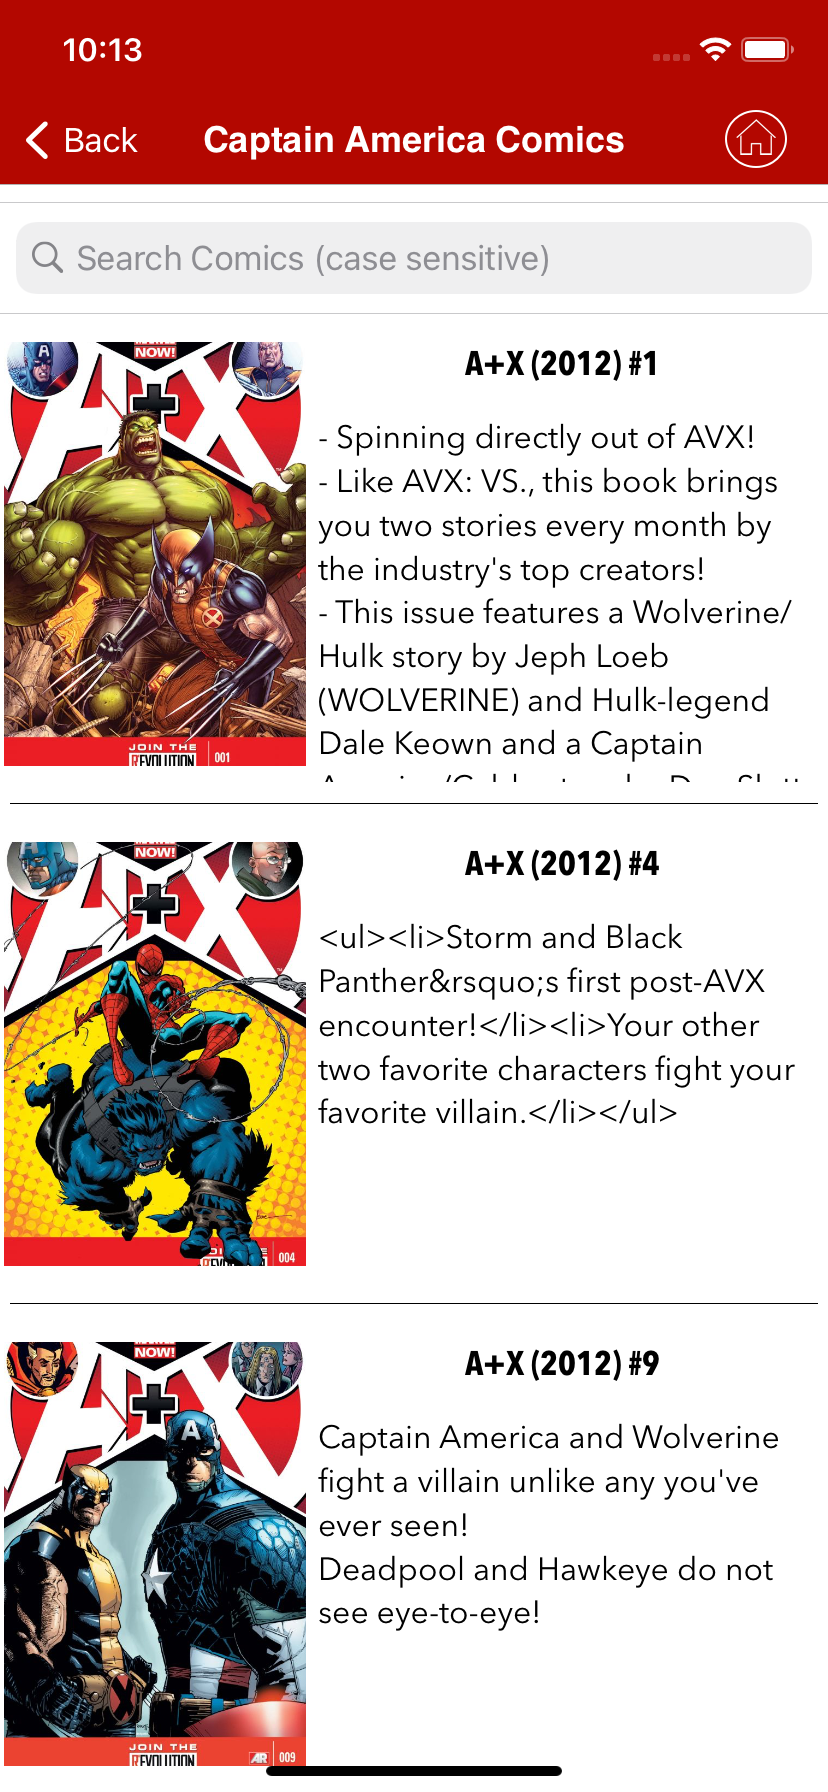 10:13
Back
Captain America Comics
Search Comics (case sensitive)
NOW!
A
A+X
JOIN THE
REVOLUTION
001
A+X (2012) #1
- Spinning directly out of AVX!
- Like AVX: VS., this book brings
you two stories every month by
the industry's top creators!
- This issue features a Wolverine/
Hulk story by Jeph Loeb
(WOLVERINE) and Hulk-legend
Dale Keown and a Captain
NOW!
A+X
004
A+X (2012) #4
<ul><li>Storm and Black
Panther&rsquo;s first post-AVX
encounter!</li><li>Your other
two favorite characters fight your
favorite villain.</li></ul>
NOW!
A+X
A
JOIN THE
REVOLUTION
AR
009
A+X (2012) #9
Captain America and Wolverine
fight a villain unlike any you've
ever seen!
Deadpool and Hawkeye do not
see eye-to-eye!